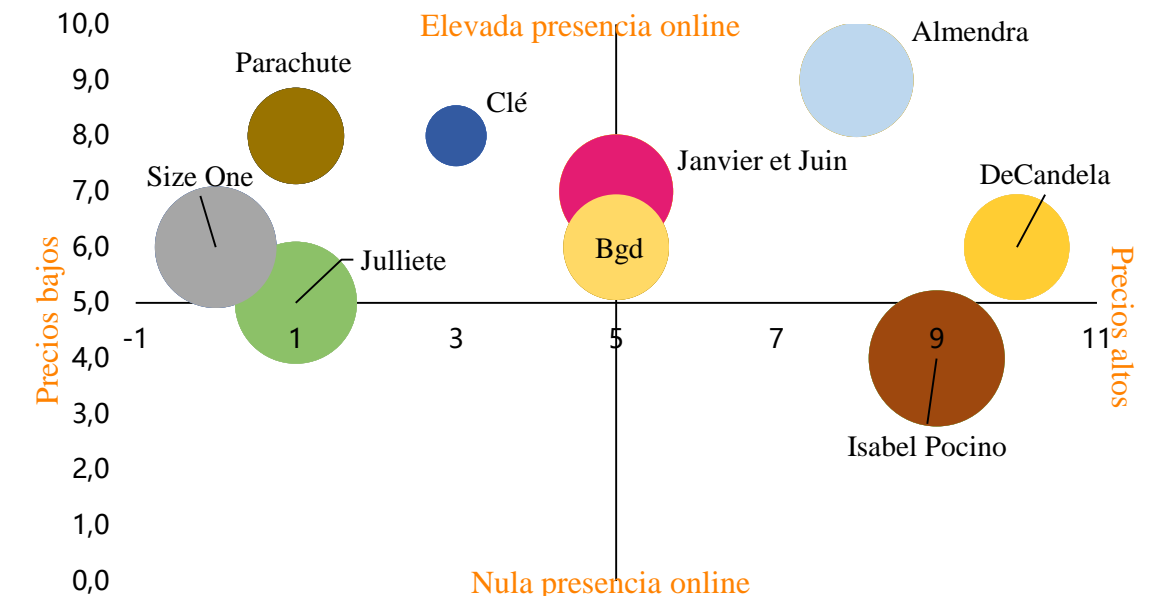 10,0
Elevada presencia online
Almendra
9,0
Parachute
Clé
8,0
7,0
Janvier et Juin
Size One
DeCandela
6,0
Bgd
Julliete
Precios bajos
Precios altos
5,0
-1
1
3
5
7
9
11
4,0
3,0
Isabel Pocino
2,0
1,0
0,0
Nula presencia online